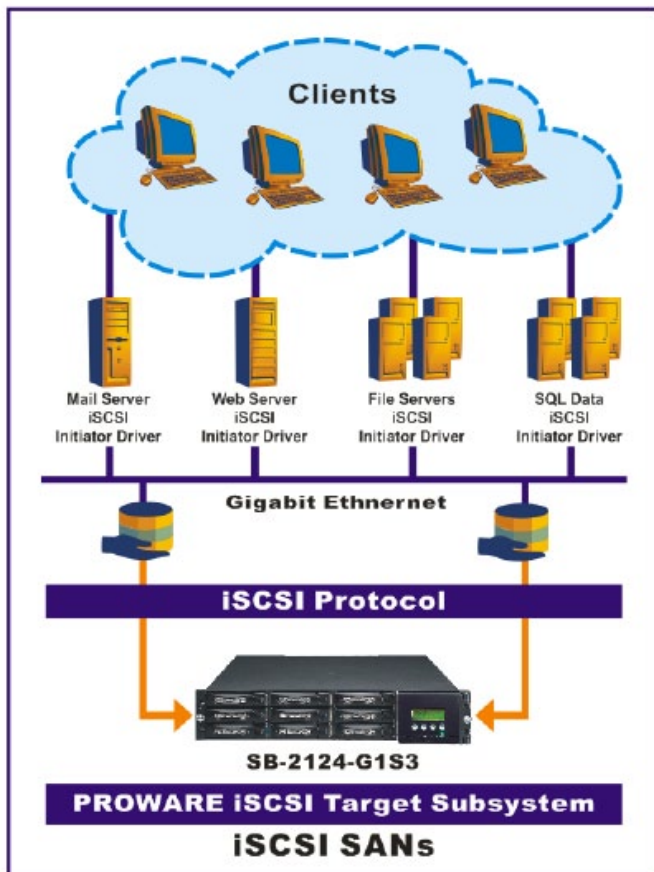 Clients
Mail Server
iSCSI
Initiator Driver
Web Server
iSCSI
Initiator Driver
File Servers
iSCSI
Initiator Driver
SQL Data
iSCSI
Initiator Driver
Gigabit Ethnernet
iSCSI Protocol
SB-2124-G1S3
PROWARE iSCSI Target Subsystem
iSCSI SANs